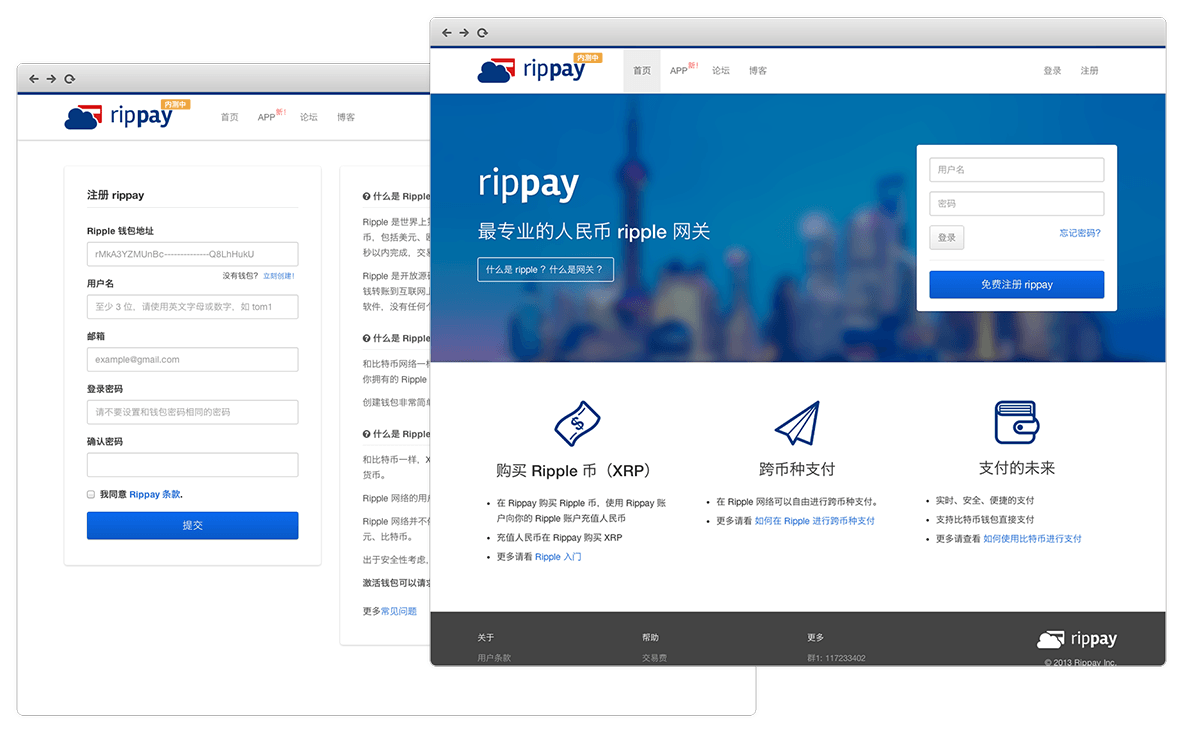 rippay 内测中
首页 APP 新! 论坛 博客
注册 rippay
Ripple 钱包地址
rMkA3YZMUnBc-------------Q8LhHukU
没有钱包? 立刻创建!
用户名
至少 3 位，请使用英文字母或数字，如 tom1
邮箱
example@gmail.com
登录密码
请不要设置和钱包密码相同的密码
确认密码
我同意 Rippay 条款.
提交
什么是 Ripple
Ripple 是世界上
币，包括美元、
秒以内完成，交
Ripple 是开放源
钱转账到互联网上
软件，没有任何个
什么是 Ripple
和比特币网络一样
你拥有的 Ripple
创建钱包非常简单
什么是 Ripple
和比特币一样，X
货币。
Ripple 网络的用
Ripple 网络并不
元、比特币。
出于安全性考虑，
激活钱包可以请求
更多常见问题
rippay 内测中
首页 APP 新! 论坛 博客 登录 注册
rippay
最专业的人民币 ripple 网关
什么是 ripple？什么是网关？
用户名
密码
登录 忘记密码?
免费注册 rippay
购买 Ripple 币（XRP）
在 Rippay 购买 Ripple 币，使用 Rippay 账
户向你的 Ripple 账户充值人民币
充值人民币在 Rippay 购买 XRP
更多请看 Ripple 入门
跨币种支付
在 Ripple 网络可以自由进行跨币种支付。
更多请看 如何在 Ripple 进行跨币种支付
支付的未来
实时、安全、便捷的支付
支持比特币钱包直接支付
更多请查看 如何使用比特币进行支付
关于 帮助 更多
用户条款 交易费 群1: 117233402
rippay
© 2013 Rippay Inc.